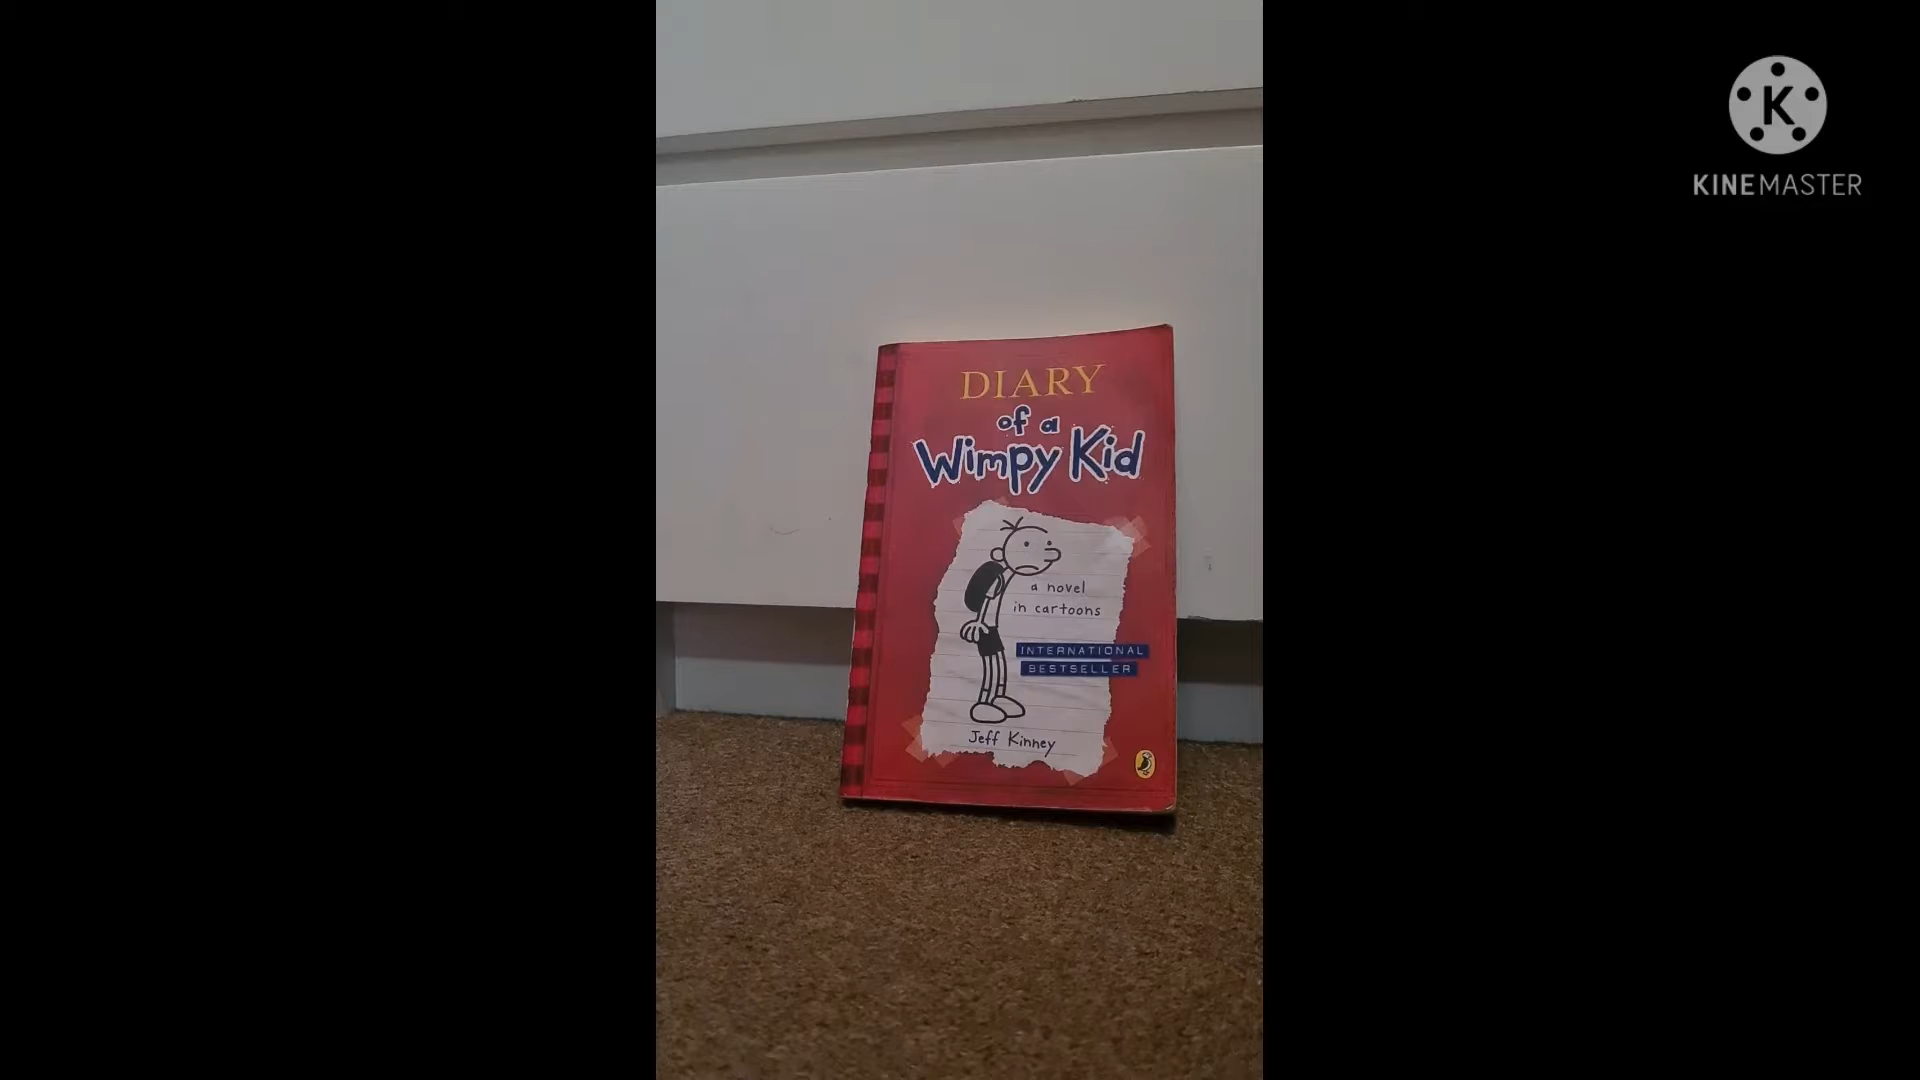 DIARY
of a
Wimpy Kid
a novel
in cartoons
INTERNATIONAL
BESTSELLER
Jeff Kinney
K
KINEMASTER